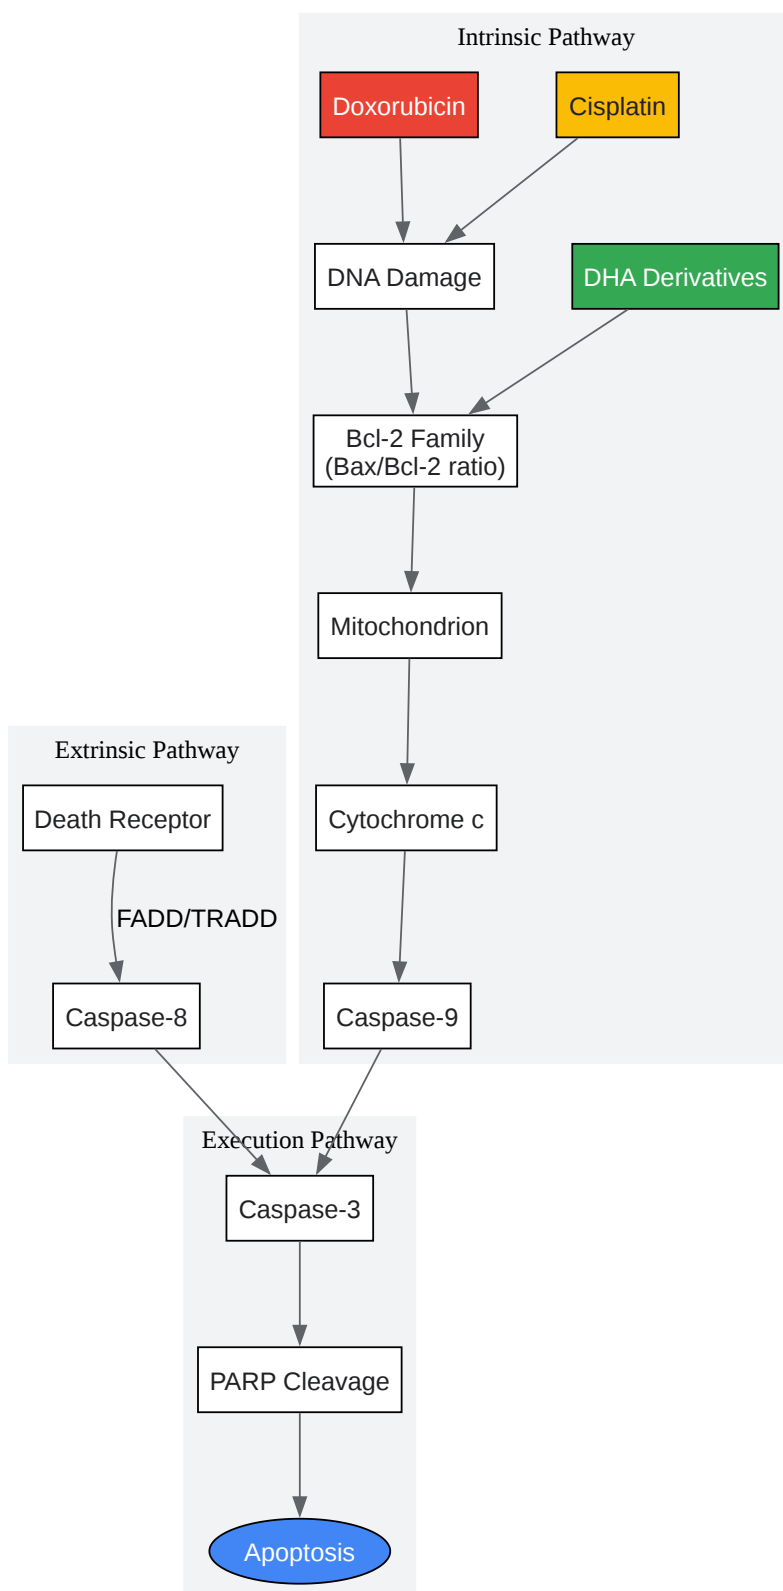 Intrinsic Pathway
Doxorubicin
Cisplatin
DNA Damage
DHA Derivatives
Bcl-2 Family
(Bax/Bcl-2 ratio)
Mitochondrion
Extrinsic Pathway
Death Receptor
Cytochrome c
FADD/TRADD
Caspase-8
Caspase-9
Execution Pathway
Caspase-3
PARP Cleavage
Apoptosis